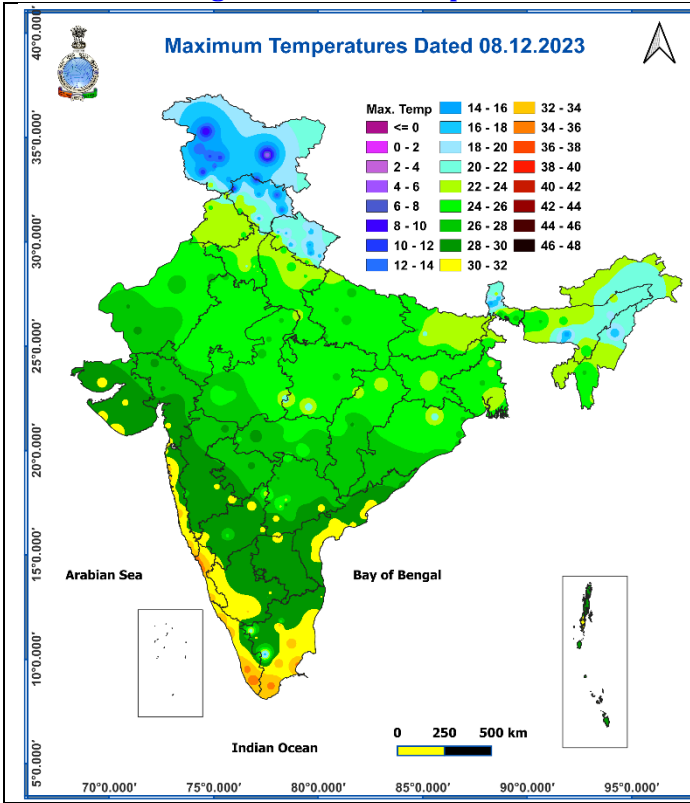 Maximum Temperatures Dated 08.12.2023
Max. Temp
<= 0
0 - 2
2 - 4
4 - 6
6 - 8
8 - 10
10 - 12
12 - 14
14 - 16
16 - 18
18 - 20
20 - 22
22 - 24
24 - 26
26 - 28
28 - 30
30 - 32
32 - 34
34 - 36
36 - 38
38 - 40
40 - 42
42 - 44
44 - 46
46 - 48
40°0.000'
35°0.000'
30°0.000'
25°0.000'
20°0.000'
15°0.000'
10°0.000'
5°0.000'
Arabian Sea
Bay of Bengal
Indian Ocean
0 250 500 km
70°0.000' 75°0.000' 80°0.000' 85°0.000' 90°0.000' 95°0.000'